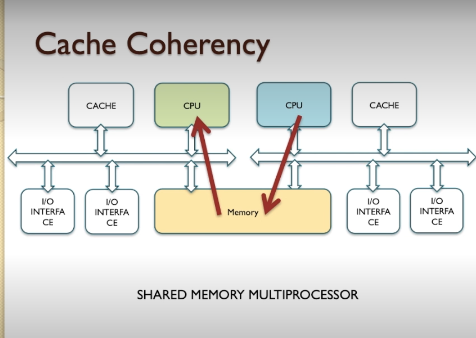 Cache Coherency
CACHE
CPU
CPU
CACHE
I/O
INTERFA
CE
I/O
INTERFA
CE
Memory
I/O
INTERFA
CE
I/O
INTERFA
CE
SHARED MEMORY MULTIPROCESSOR